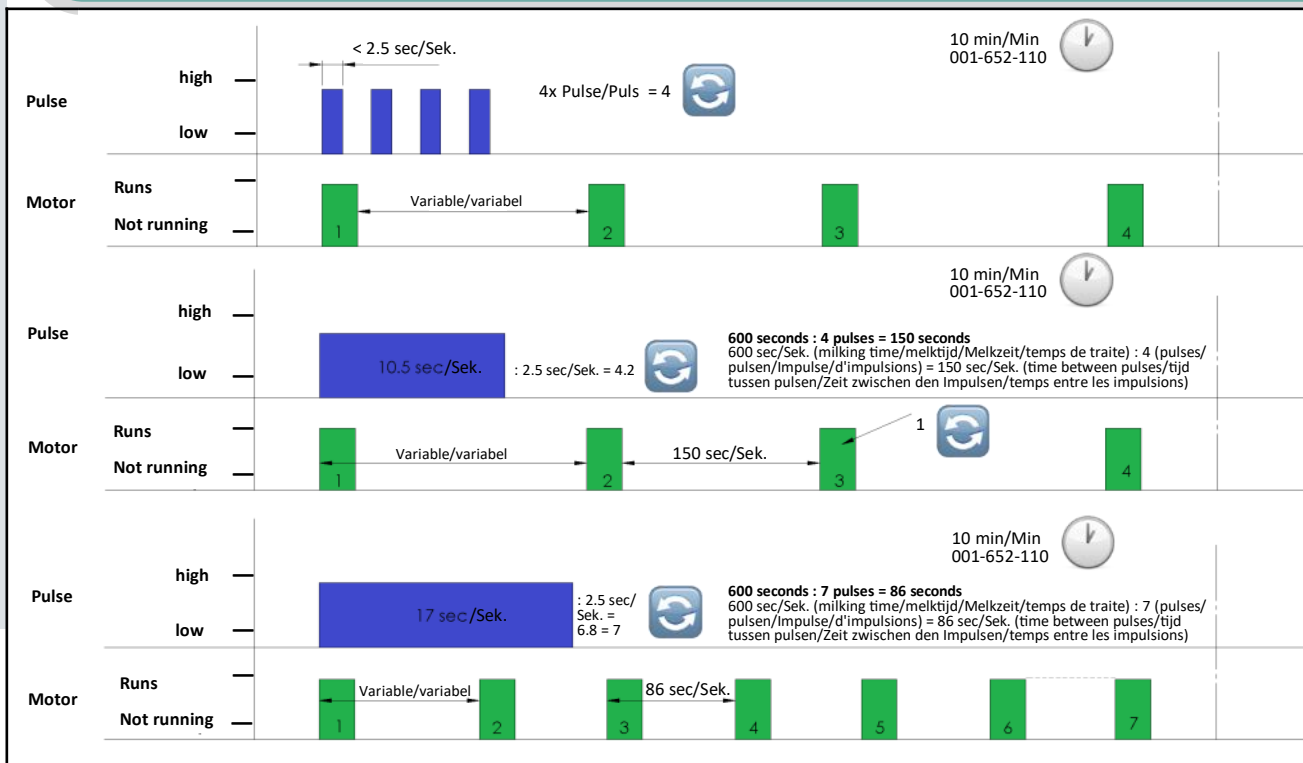 < 2.5 sec/Sek.
10 min/Min
001-652-110
high
Pulse
4x Pulse/Puls = 4
low
Runs
Motor
Variable/variabel
Not running
1
2
3
4
10 min/Min
001-652-110
high
Pulse
600 seconds : 4 pulses = 150 seconds
600 sec/Sek. (milking time/melktijd/Melkzeit/temps de traite) : 4 (pulses/
pulsen/Impulse/d'impulsions) = 150 sec/Sek. (time between pulses/tijd
tussen pulsen/Zeit zwischen den Impulsen/temps entre les impulsions)
10.5 sec/Sek.
: 2.5 sec/Sek. = 4.2
low
Runs
1
Motor
Variable/variabel
150 sec/Sek.
Not running
1
2
3
4
10 min/Min
001-652-110
high
Pulse
600 seconds : 7 pulses = 86 seconds
600 sec/Sek. (milking time/melktijd/Melkzeit/temps de traite) : 7 (pulses/
pulsen/Impulse/d'impulsions) = 86 sec/Sek. (time between pulses/tijd
tussen pulsen/Zeit zwischen den Impulsen/temps entre les impulsions)
17 sec/Sek.
: 2.5 sec/
Sek. =
6.8 = 7
low
Runs
Motor
Variable/variabel
86 sec/Sek.
Not running
1
2
3
4
5
6
7